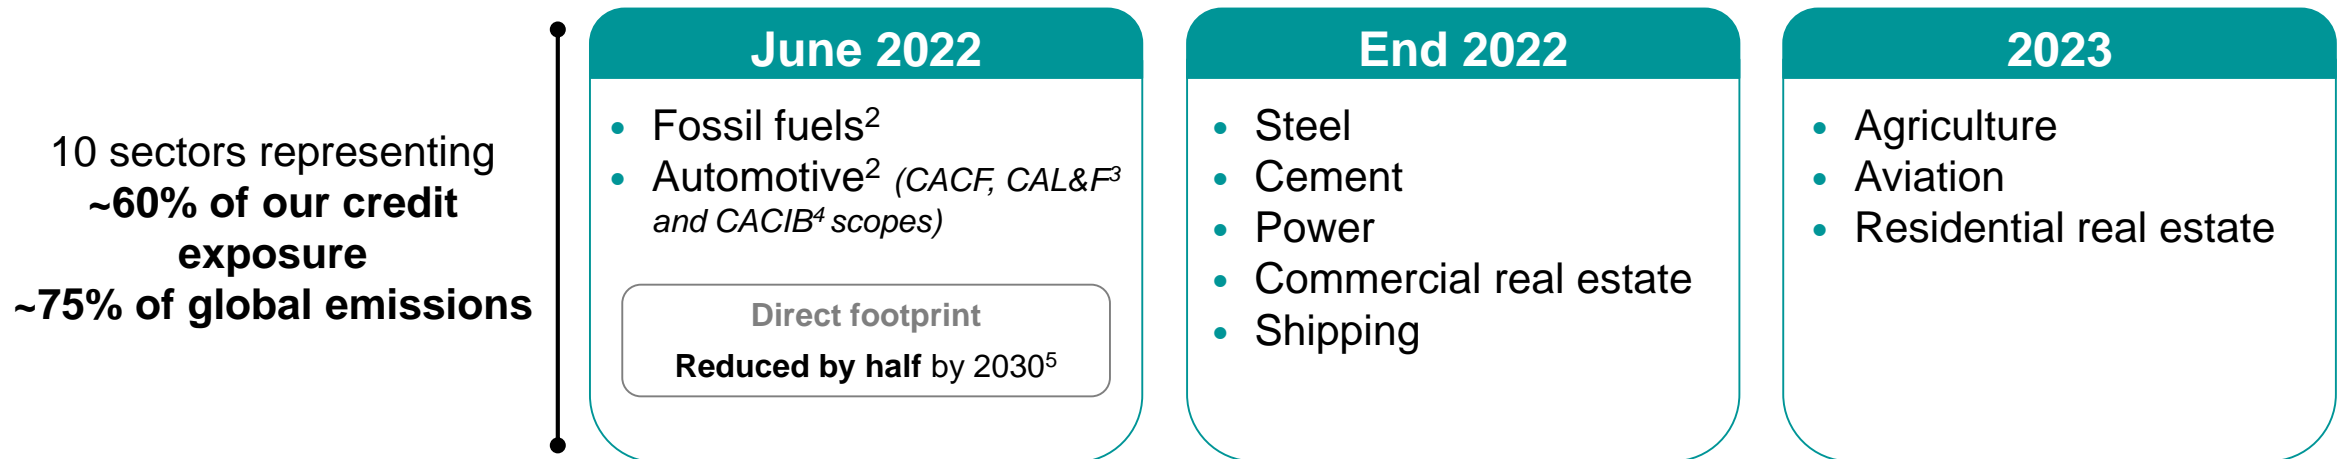 10 sectors representing
~60% of our credit
exposure
~75% of global emissions
June 2022
• Fossil fuels²
• Automotive² (CACF, CAL&F³
and CACIB⁴ scopes)
Direct footprint
Reduced by half by 2030⁵
End 2022
• Steel
• Cement
• Power
• Commercial real estate
• Shipping
2023
• Agriculture
• Aviation
• Residential real estate